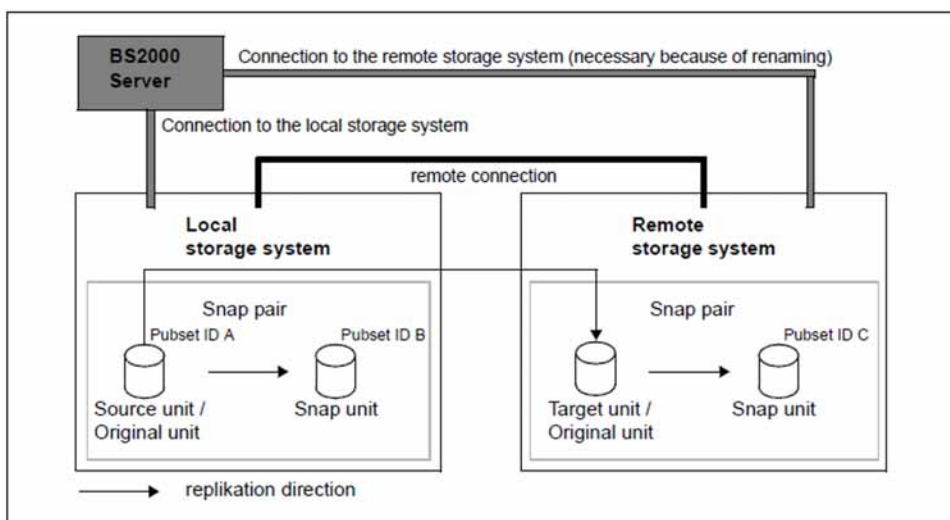 BS2000
Server
Connection to the remote storage system (necessary because of renaming)
Connection to the local storage system
remote connection
Local
storage system
Remote
storage system
Snap pair
Pubset ID A
Pubset ID B
Source unit /
Original unit
Snap unit
Snap pair
Pubset ID C
Target unit /
Original unit
Snap unit
replikation direction